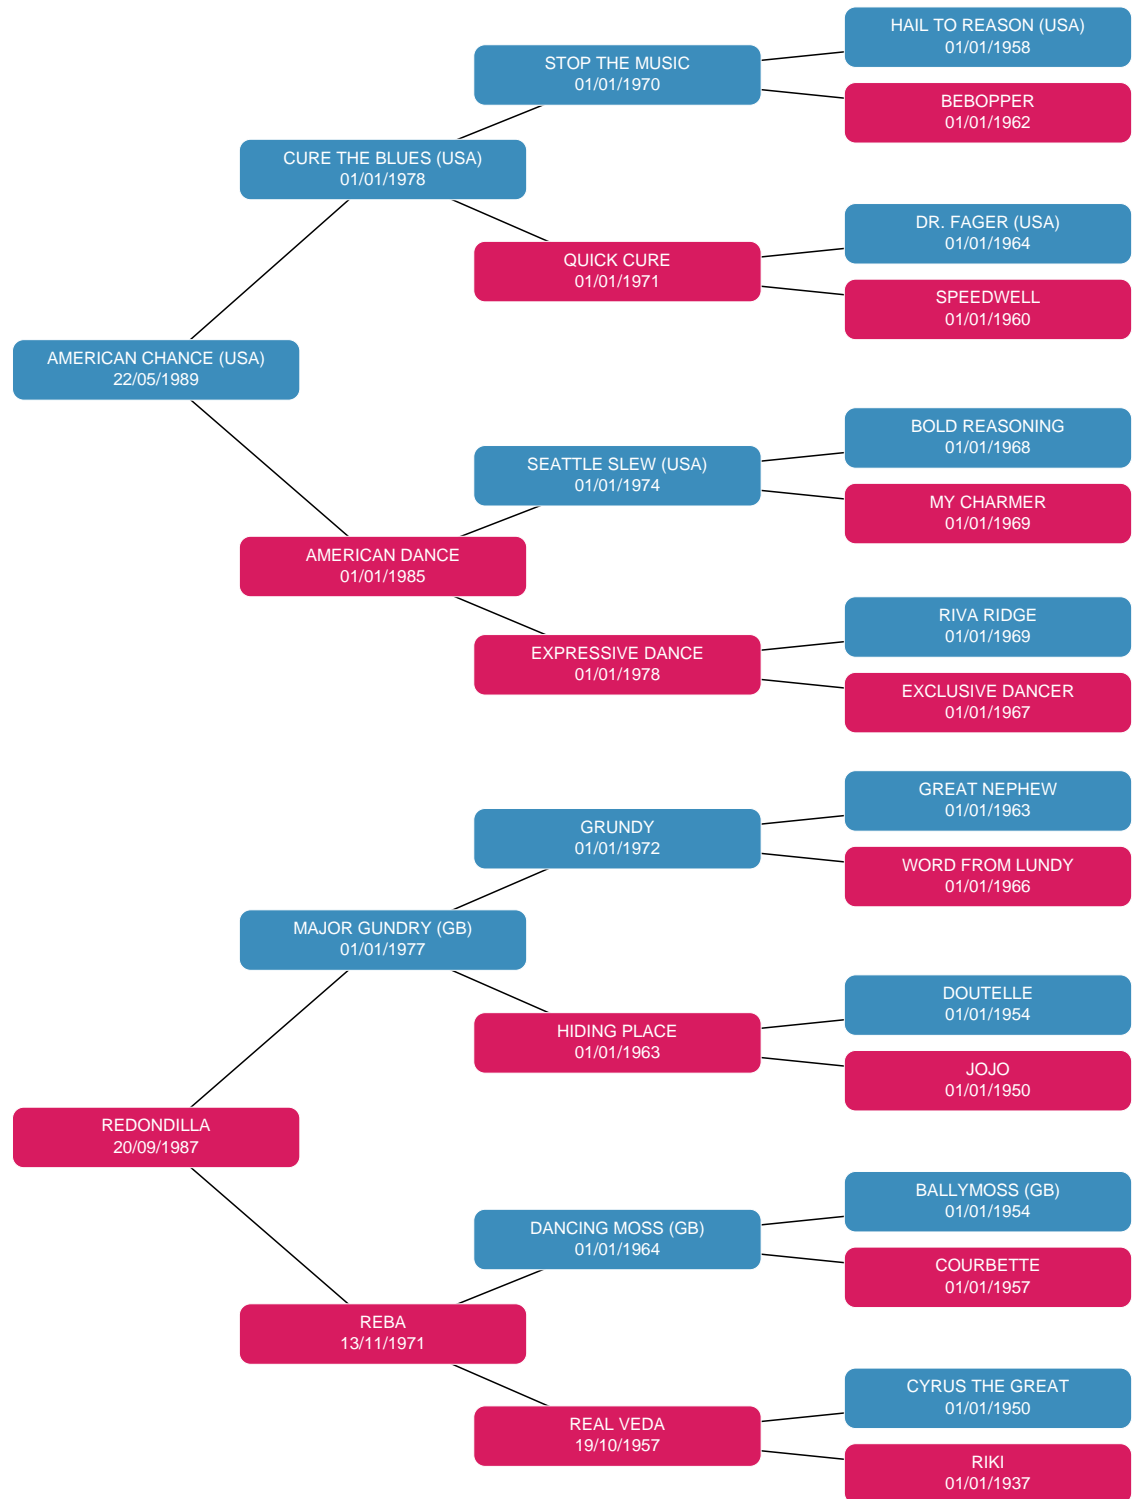 HAIL TO REASON (USA)
01/01/1958
STOP THE MUSIC
01/01/1970
BEBOPPER
01/01/1962
CURE THE BLUES (USA)
01/01/1978
DR. FAGER (USA)
01/01/1964
QUICK CURE
01/01/1971
SPEEDWELL
01/01/1960
AMERICAN CHANCE (USA)
22/05/1989
BOLD REASONING
01/01/1968
SEATTLE SLEW (USA)
01/01/1974
MY CHARMER
01/01/1969
AMERICAN DANCE
01/01/1985
RIVA RIDGE
01/01/1969
EXPRESSIVE DANCE
01/01/1978
EXCLUSIVE DANCER
01/01/1967
GREAT NEPHEW
01/01/1963
GRUNDY
01/01/1972
WORD FROM LUNDY
01/01/1966
MAJOR GUNDRY (GB)
01/01/1977
DOUTELLE
01/01/1954
HIDING PLACE
01/01/1963
JOJO
01/01/1950
REDONDILLA
20/09/1987
BALLYMOSS (GB)
01/01/1954
DANCING MOSS (GB)
01/01/1964
COURBETTE
01/01/1957
REBA
13/11/1971
CYRUS THE GREAT
01/01/1950
REAL VEDA
19/10/1957
RIKI
01/01/1937